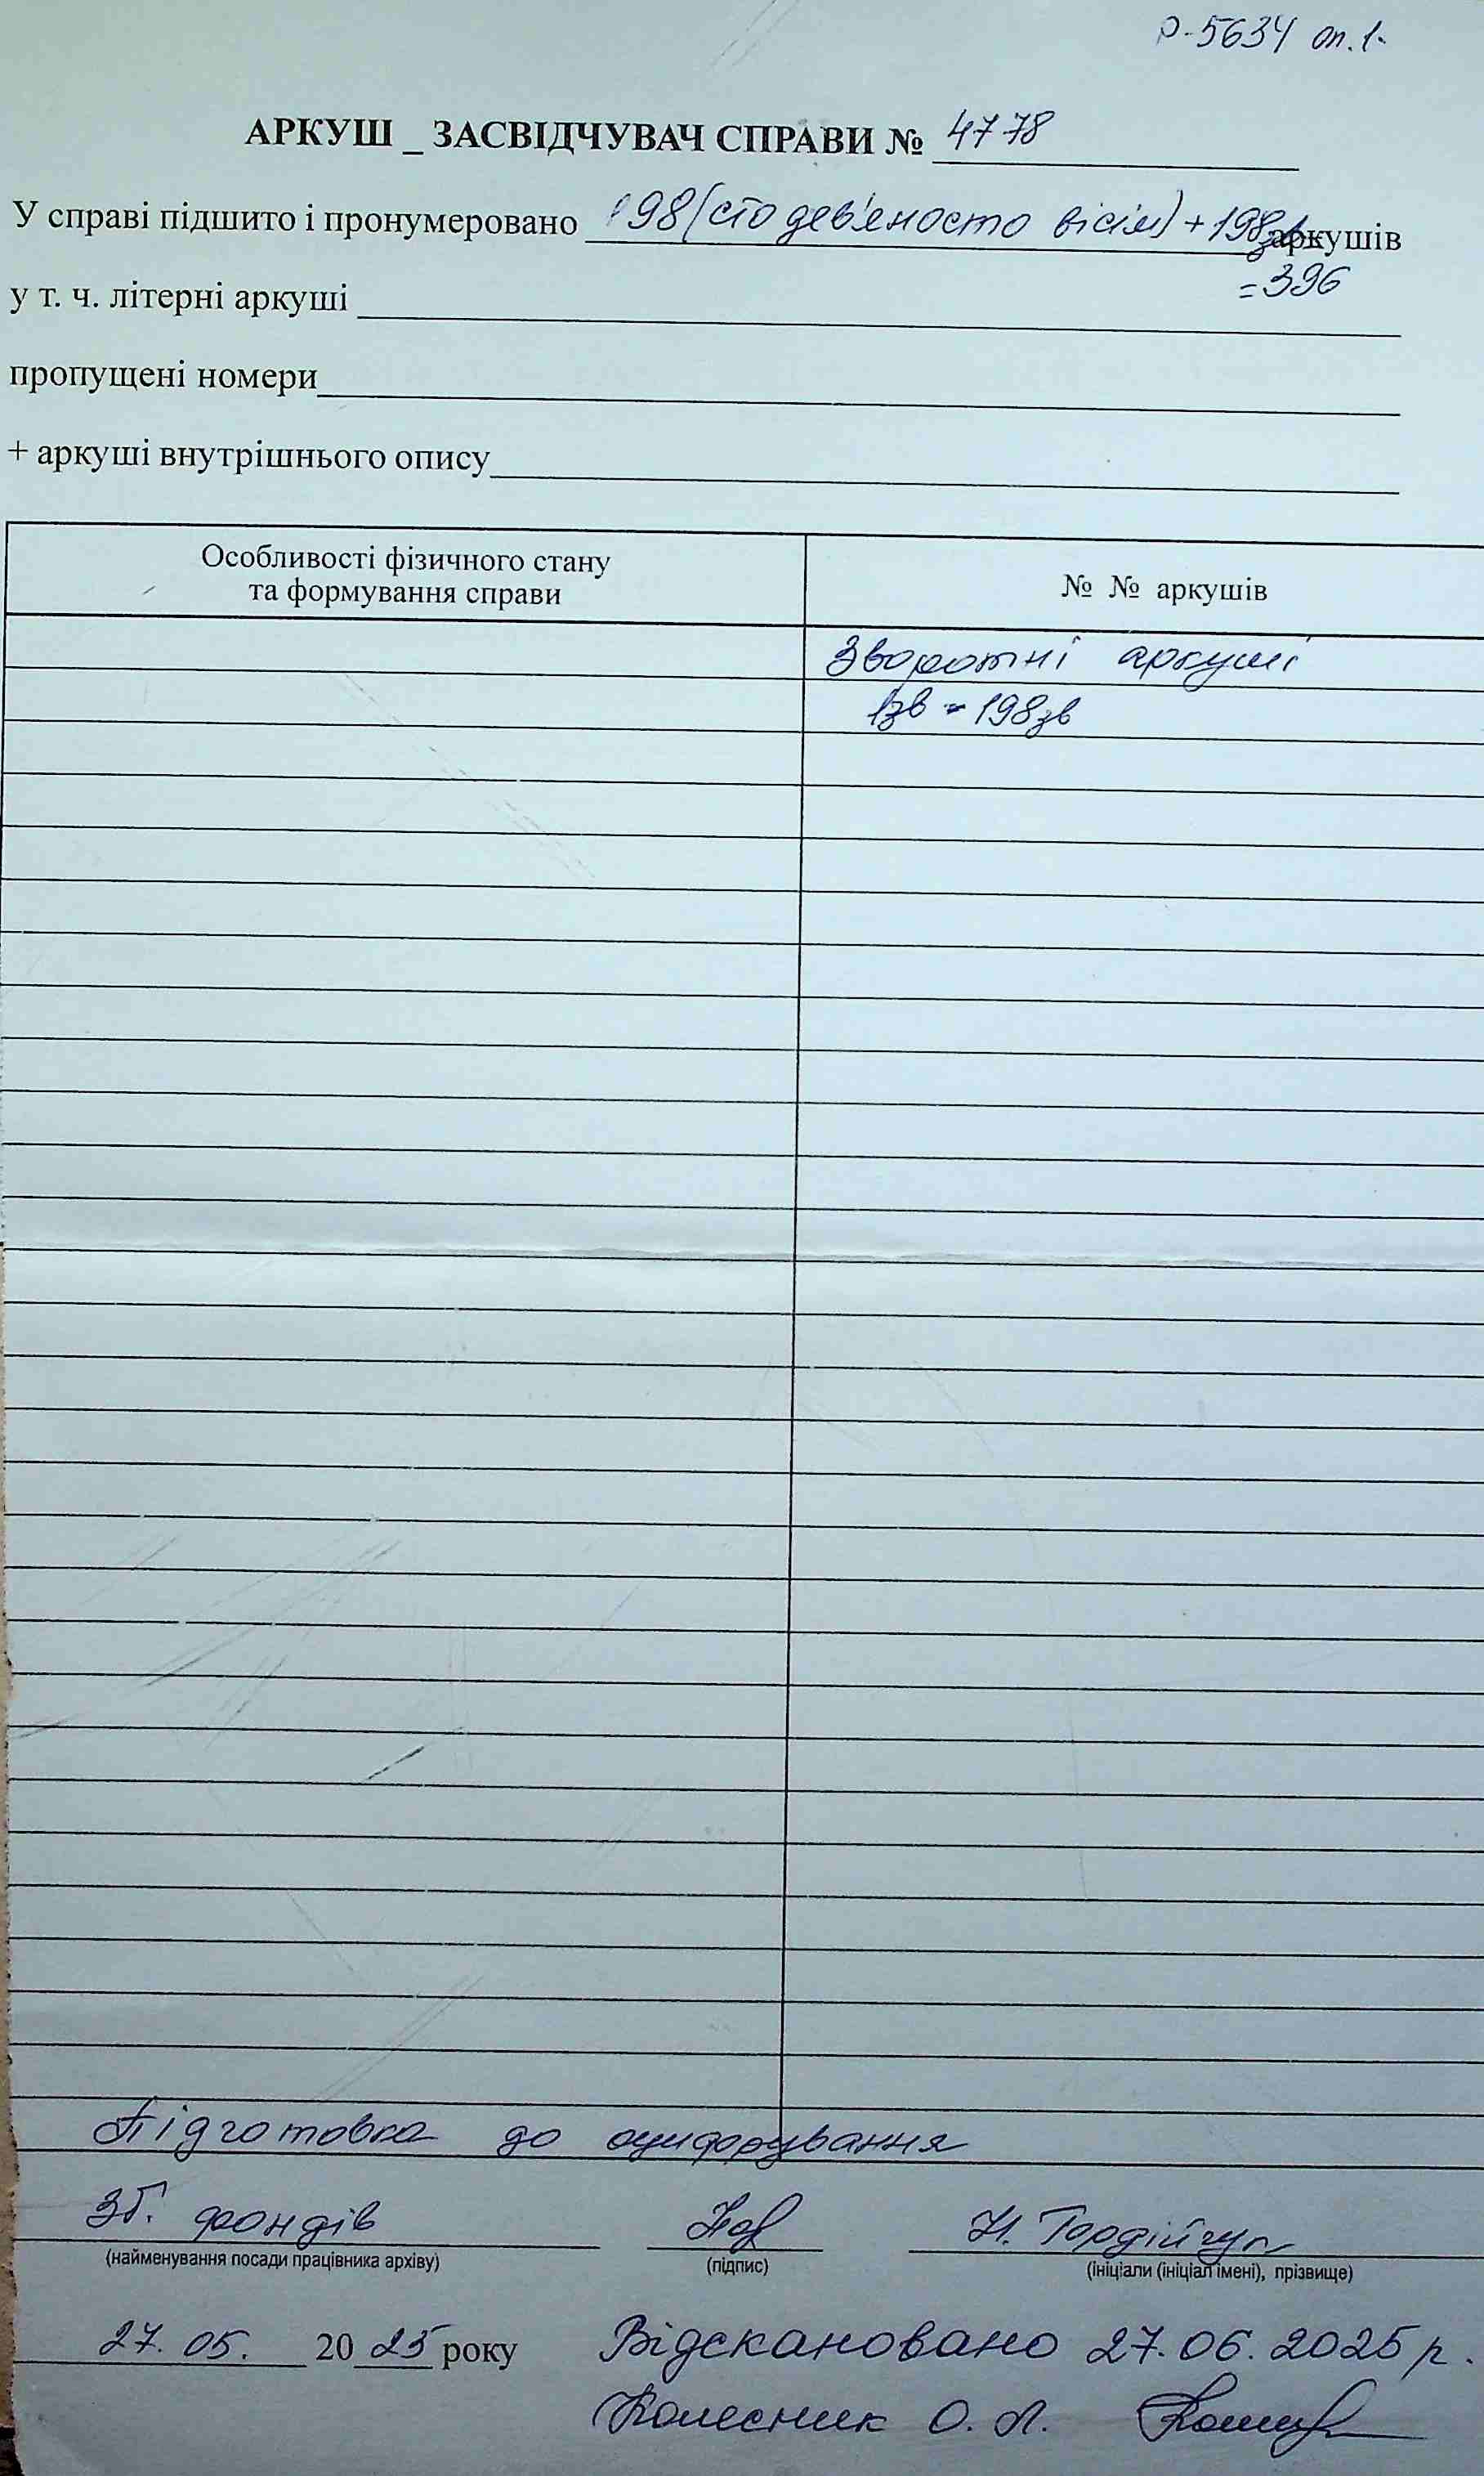 Р-5634 оп.1.
АРКУШ _ ЗАСВІДЧУВАЧ СПРАВИ № 4778
У справі підшито і пронумеровано 198 (сто дев'яносто вісім) + 198зв аркушів
у т. ч. літерні аркуші = 396
пропущені номери
+ аркуші внутрішнього опису
Особливості фізичного стану
та формування справи
№ № аркушів
Зворотні аркуші
1зв - 198зв
Підготовка до оцифрування
Зб. фондів Н. Гордійчук
(найменування посади працівника архіву) (підпис) (ініціали (ініціал імені), прізвище)
27. 05. 20 25 року
Відскановано 27.06.2025 р.
Колесник О. Л.